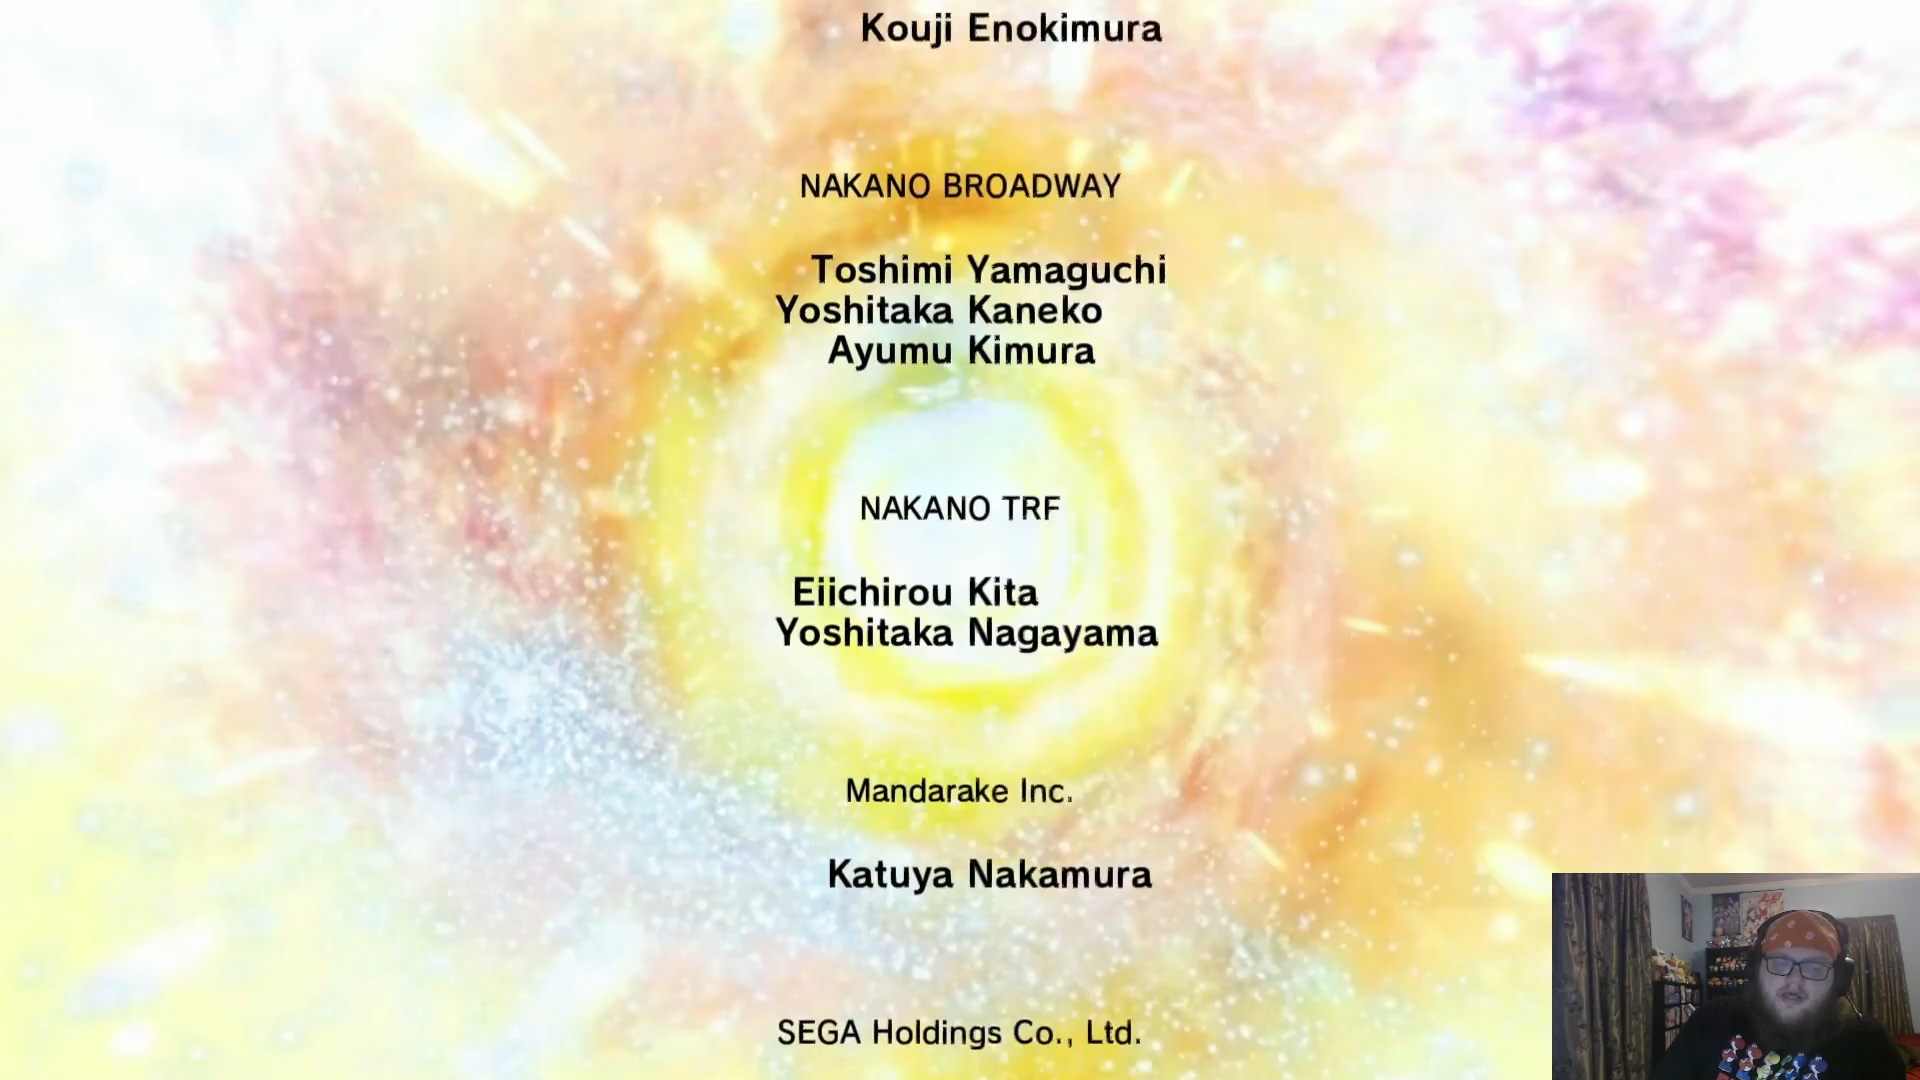 Kouji Enokimura
NAKANO BROADWAY
Toshimi Yamaguchi
Yoshitaka Kaneko
Ayumu Kimura
NAKANO TRF
Eiichirou Kita
Yoshitaka Nagayama
Mandarake Inc.
Katuya Nakamura
SEGA Holdings Co., Ltd.